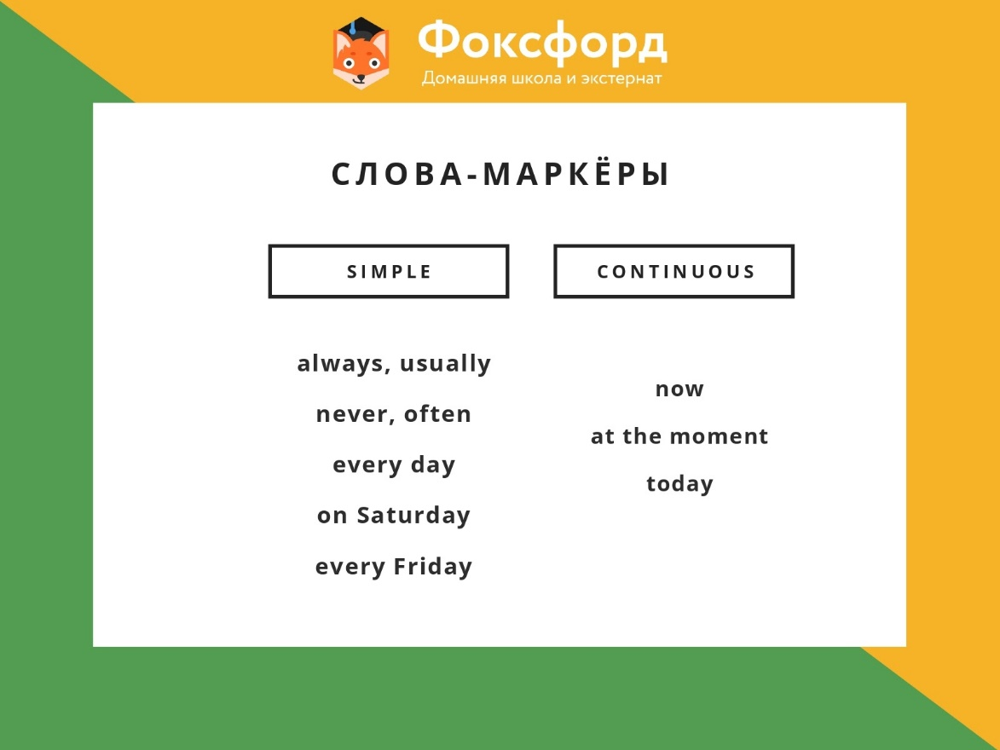 Фоксфорд
Домашняя школа и экстернат
СЛОВА-МАРКЁРЫ
SIMPLE
always, usually
never, often
every day
on Saturday
every Friday
CONTINUOUS
now
at the moment
today